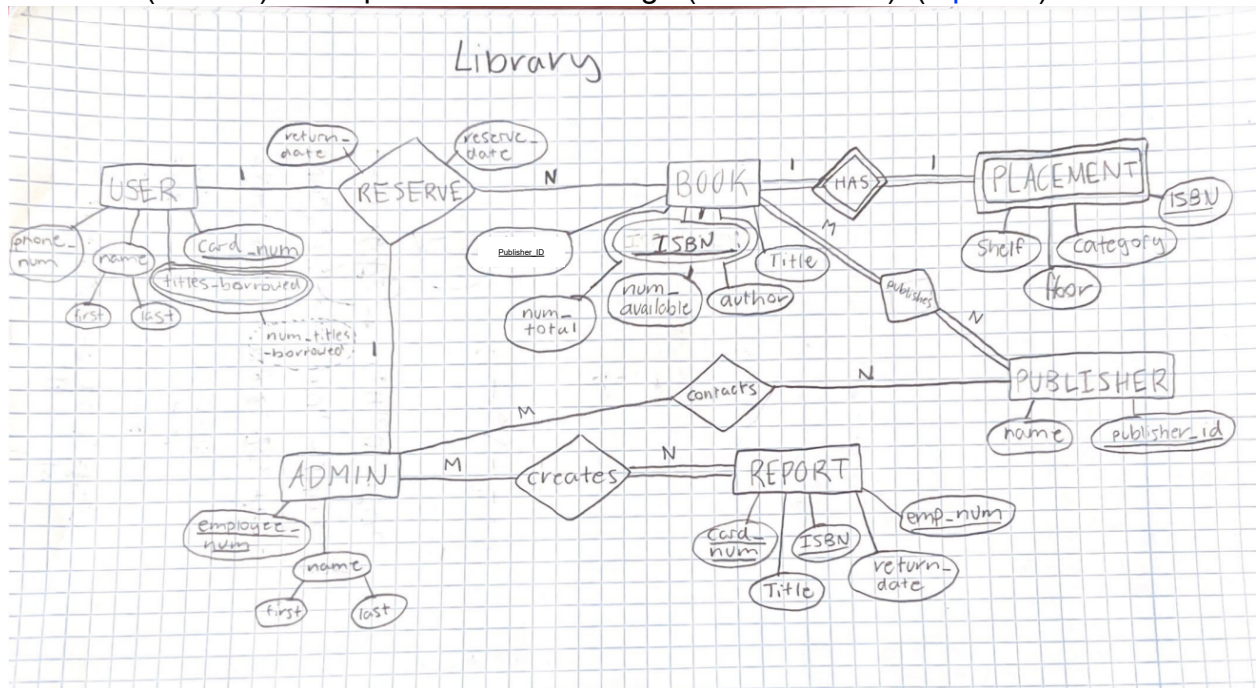 Library
return_
date
reserve_
date
USER
1
RESERVE
N
BOOK
1
HAS
1
PLACEMENT
ISBN
phone_
num
name
card_num
titles-borrowed
first
last
num_titles
-borrowed
1
Publisher_ID
ISBN
Title
num_
total
num_
available
author
M
publishes
N
Shelf
floor
category
PUBLISHER
name
publisher_id
contacts
N
M
ADMIN
M
creates
N
REPORT
employee_
num
name
first
last
card_
num
Title
ISBN
return_
date
emp_num